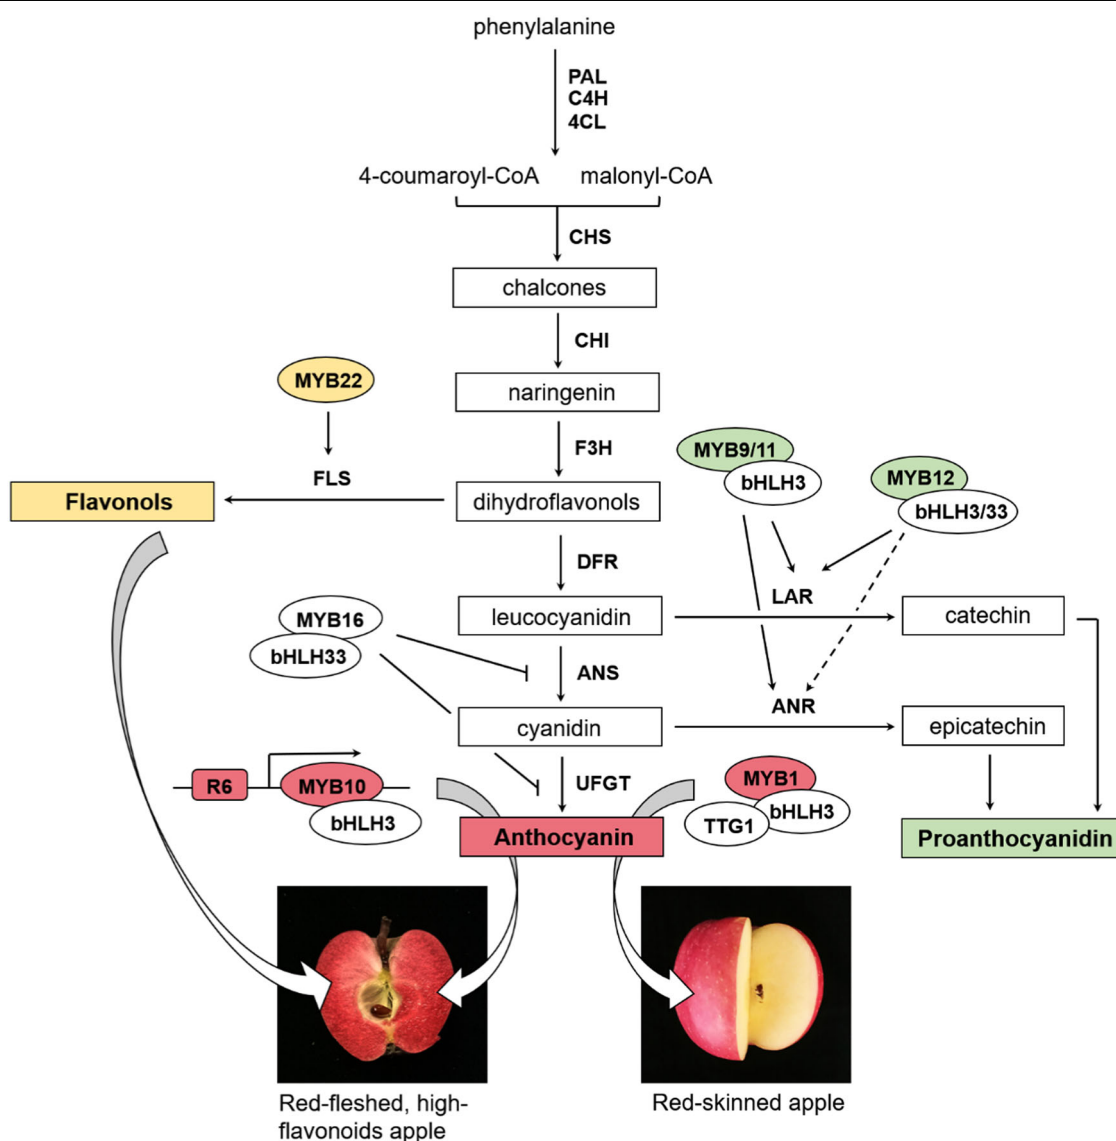 phenylalanine
PAL
C4H
4CL
4-coumaroyl-CoA malonyl-CoA
CHS
chalcones
CHI
MYB22
naringenin
F3H
MYB9/11
bHLH3
MYB12
bHLH3/33
FLS
Flavonols
dihydroflavonols
DFR
LAR
MYB16
bHLH33
leucocyanidin
catechin
ANS
ANR
cyanidin
epicatechin
R6
MYB10
bHLH3
UFGT
MYB1
bHLH3
TTG1
Anthocyanin
Proanthocyanidin
Red-fleshed, high-
flavonoids apple
Red-skinned apple